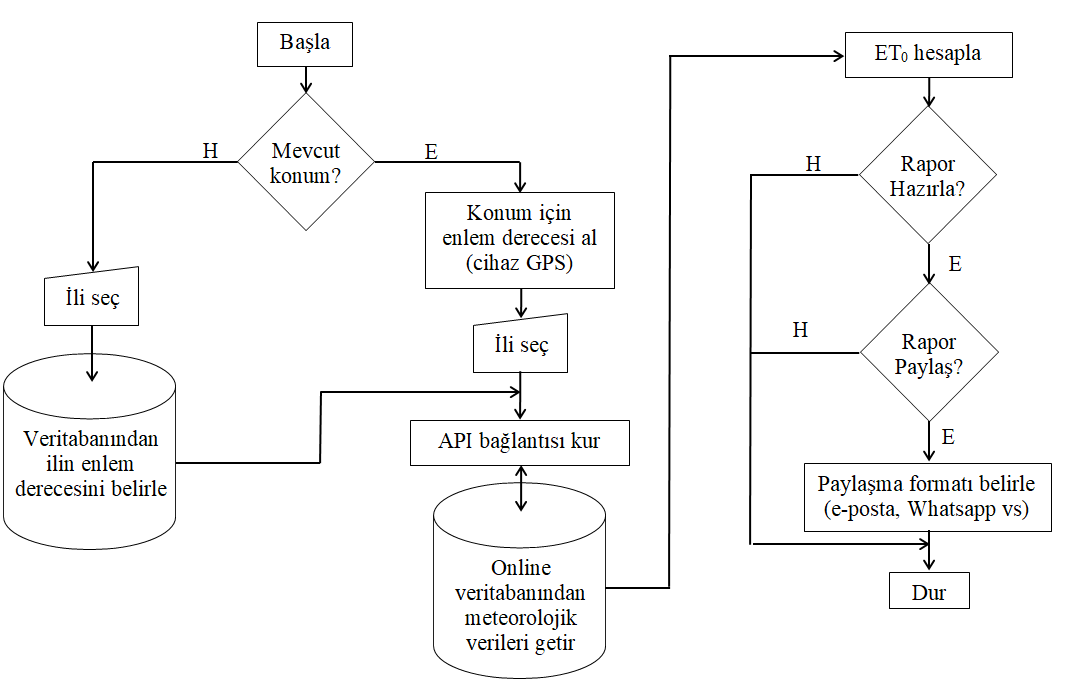 Başla
Mevcut
konum?
H
E
İli seç
Veritabanından
ilin enlem
derecesini belirle
Konum için
enlem derecesi al
(cihaz GPS)
İli seç
API bağlantısı kur
Online
veritabanından
meteorolojik
verileri getir
ET₀ hesapla
Rapor
Hazırla?
H
E
Rapor
Paylaş?
H
E
Paylaşma formatı belirle
(e-posta, Whatsapp vs)
Dur